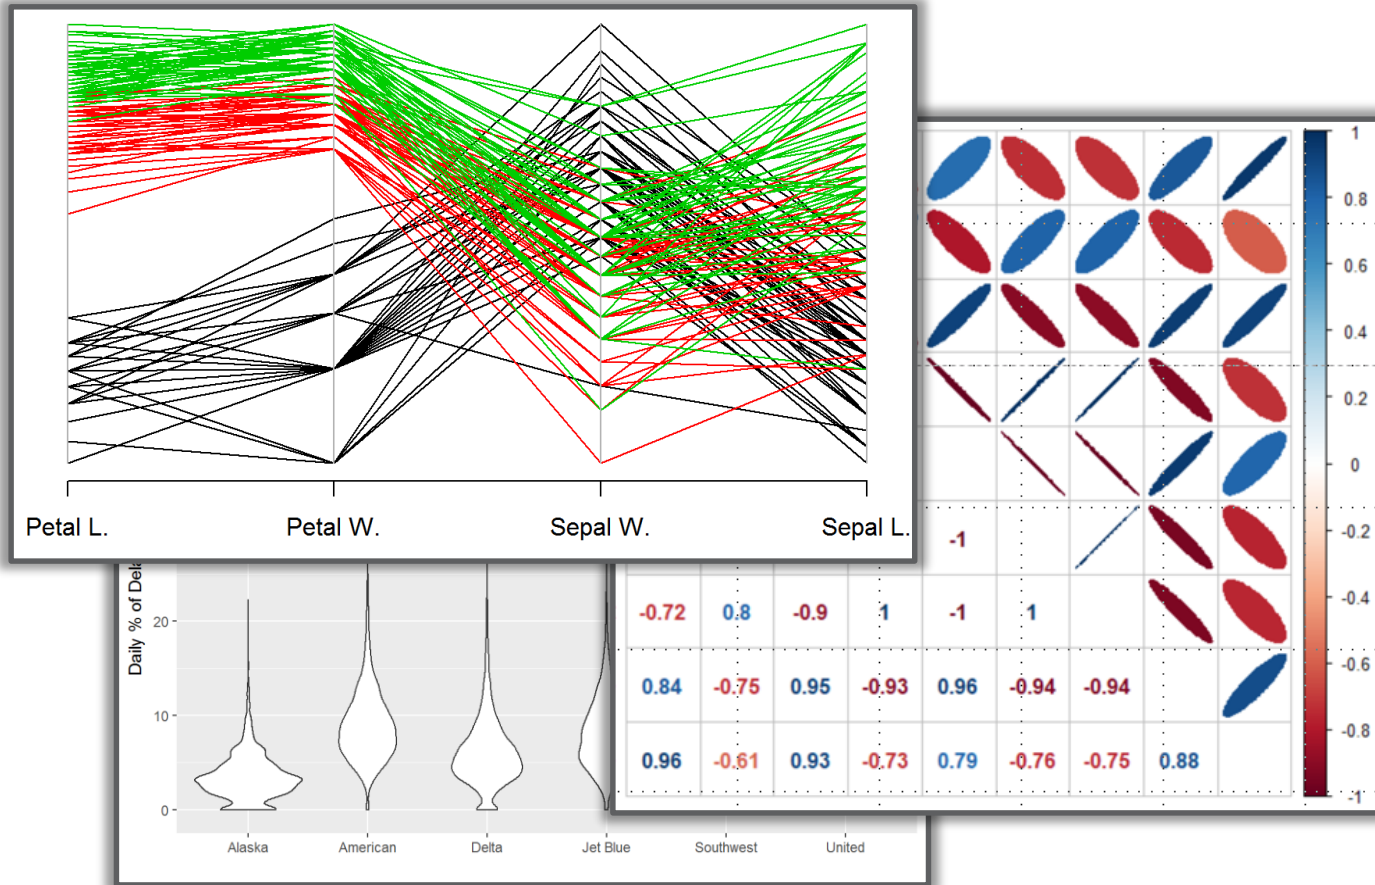 Petal L. Petal W. Sepal W. Sepal L.
1
0.8
0.6
0.4
0.2
0
-0.2
-0.4
-0.6
-0.8
-1
-1
-0.72 0.8 -0.9 1 -1 1
0.84 -0.75 0.95 -0.93 0.96 -0.94 -0.94
0.96 -0.61 0.93 -0.73 0.79 -0.76 -0.75 0.88
Daily % of
20
10
0
Alaska American Delta Jet Blue Southwest United